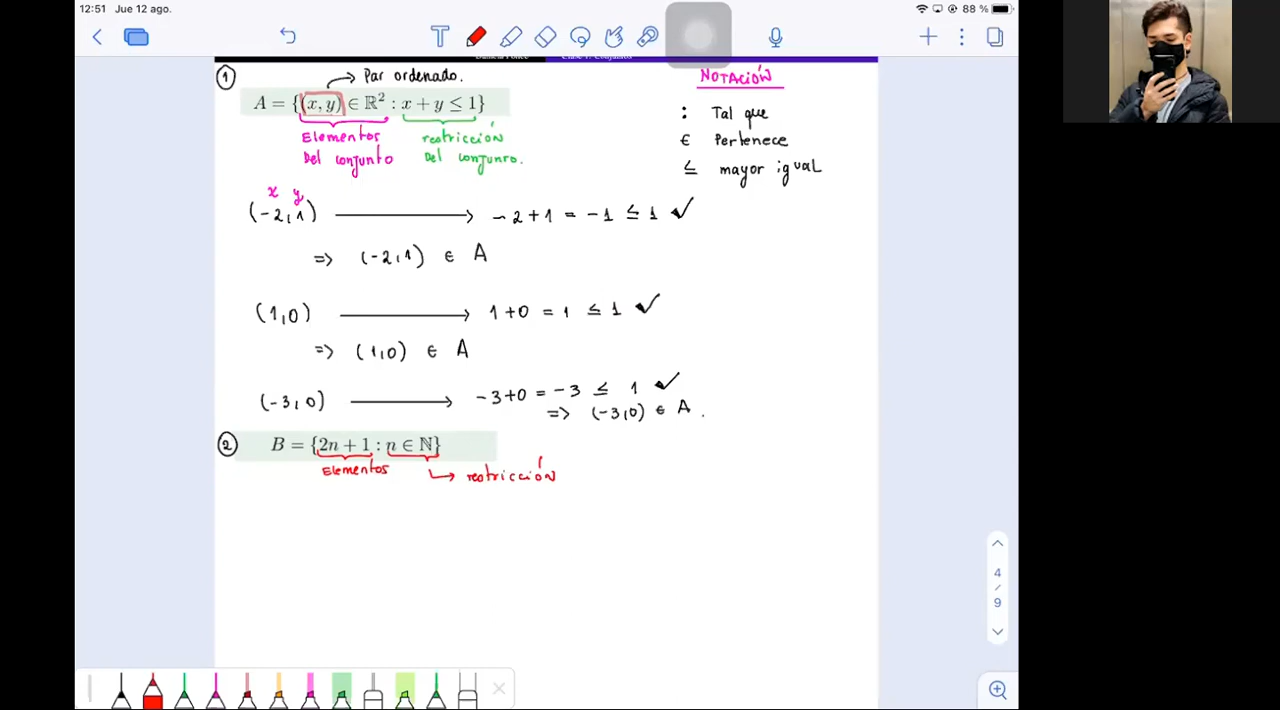 12:51 Jue 12 ago.
88 %
① → Par ordenado.
A = {(x, y) ∈ ℝ² : x + y ≤ 1}
Elementos
Del conjunto
restricción
Del conjunro.
NOTACIÓN
: Tal que
∈ Pertenece
≤ mayor igual
x y
(-2,1) → -2+1 = -1 ≤ 1 ✓
=> (-2,1) ∈ A
(1,0) → 1+0 = 1 ≤ 1 ✓
=> (1,0) ∈ A
(-3,0) → -3+0 = -3 ≤ 1 ✓
=> (-3,0) ∈ A.
② B = {2n + 1 : n ∈ ℕ}
Elementos
↳ restricción
4
/
9